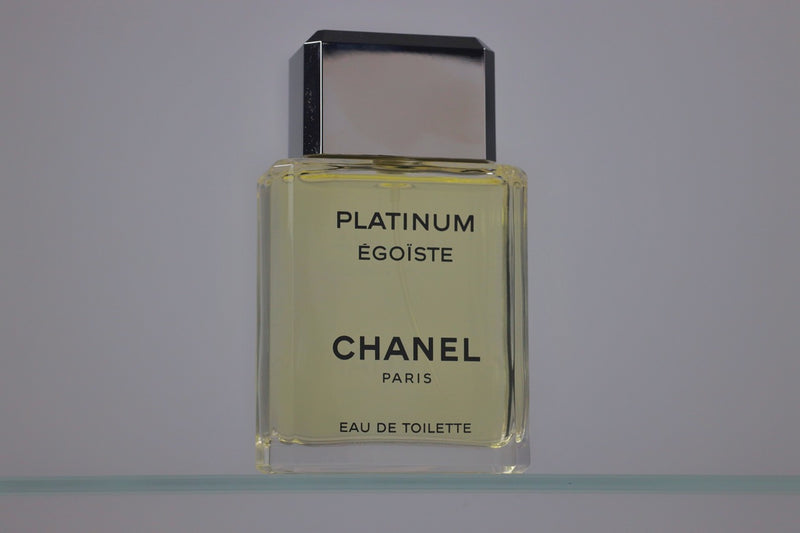 PLATINUM
ÉGOÏSTE
CHANEL
PARIS
EAU DE TOILETTE